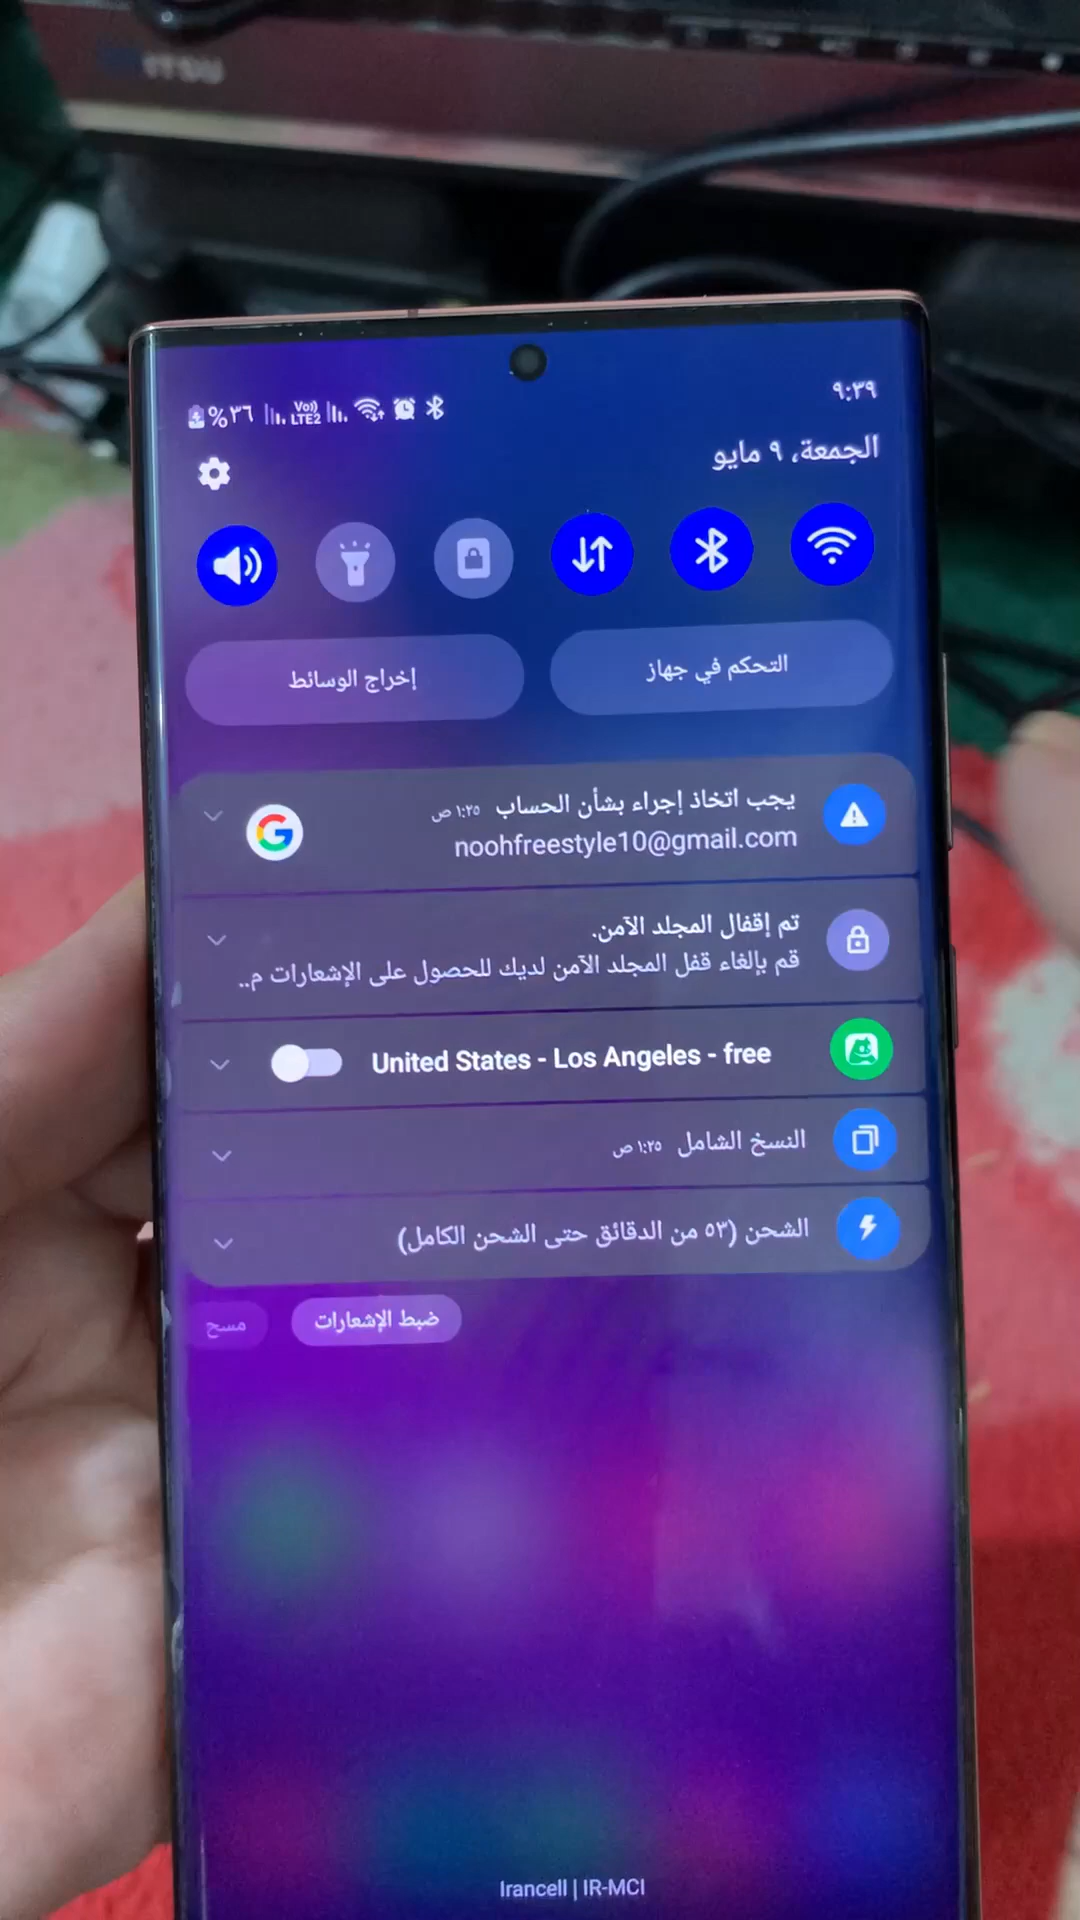 ٩:٣٩
%٣٦
Vo))
LTE2
الجمعة، ٩ مايو
التحكم في جهاز
إخراج الوسائط
يجب اتخاذ إجراء بشأن الحساب ١:٢٥ ص
noohfreestyle10@gmail.com
تم إقفال المجلد الآمن.
قم بإلغاء قفل المجلد الآمن لديك للحصول على الإشعارات م..
United States - Los Angeles - free
النسخ الشامل ١:٢٥ ص
الشحن (٥٣ من الدقائق حتى الشحن الكامل)
ضبط الإشعارات
مسح
Irancell | IR-MCI